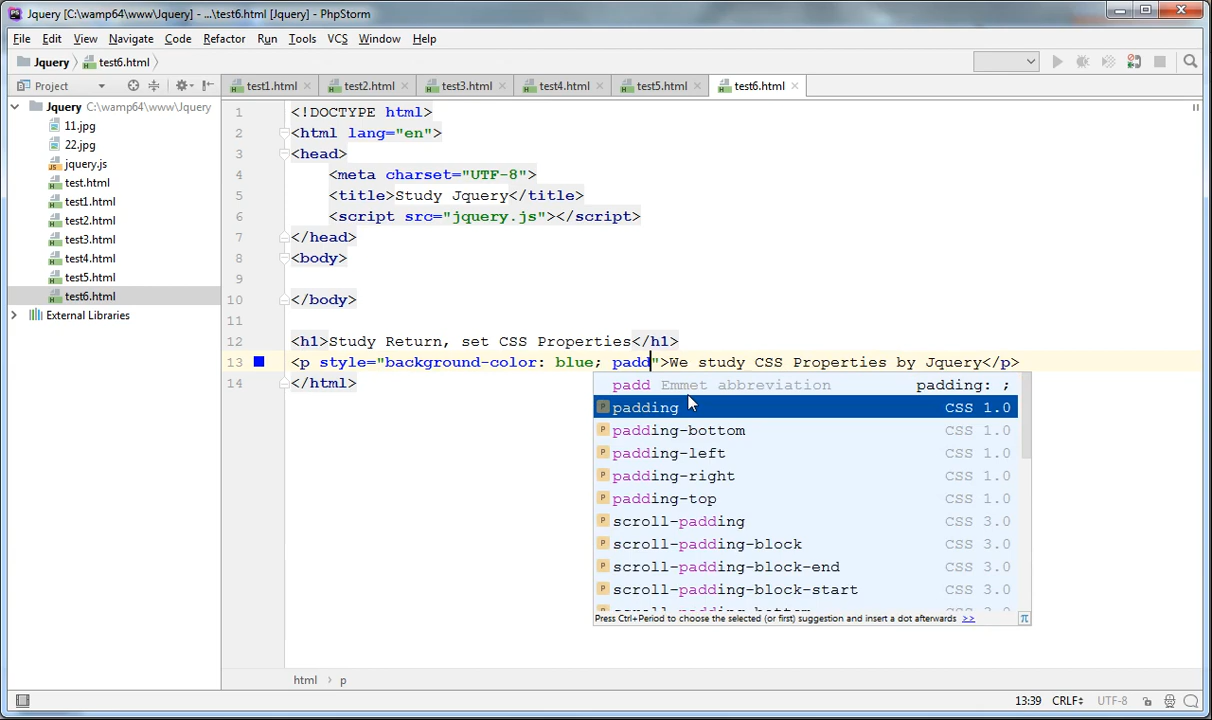 Jquery [C:\wamp64\www\Jquery] - ...\test6.html [Jquery] - PhpStorm
File Edit View Navigate Code Refactor Run Tools VCS Window Help
Jquery test6.html
Project test1.html test2.html test3.html test4.html test5.html test6.html
Jquery C:\wamp64\www\Jquery
11.jpg
22.jpg
jquery.js
test.html
test1.html
test2.html
test3.html
test4.html
test5.html
test6.html
External Libraries
1 <!DOCTYPE html>
2 <html lang="en">
3 <head>
4 <meta charset="UTF-8">
5 <title>Study Jquery</title>
6 <script src="jquery.js"></script>
7 </head>
8 <body>
9
10 </body>
11
12 <h1>Study Return, set CSS Properties</h1>
13 <p style="background-color: blue; padd">We study CSS Properties by Jquery</p>
14 </html>
padd Emmet abbreviation padding: ;
padding CSS 1.0
padding-bottom CSS 1.0
padding-left CSS 1.0
padding-right CSS 1.0
padding-top CSS 1.0
scroll-padding CSS 3.0
scroll-padding-block CSS 3.0
scroll-padding-block-end CSS 3.0
scroll-padding-block-start CSS 3.0
Press Ctrl+Period to choose the selected (or first) suggestion and insert a dot afterwards >> π
html p
13:39 CRLF UTF-8